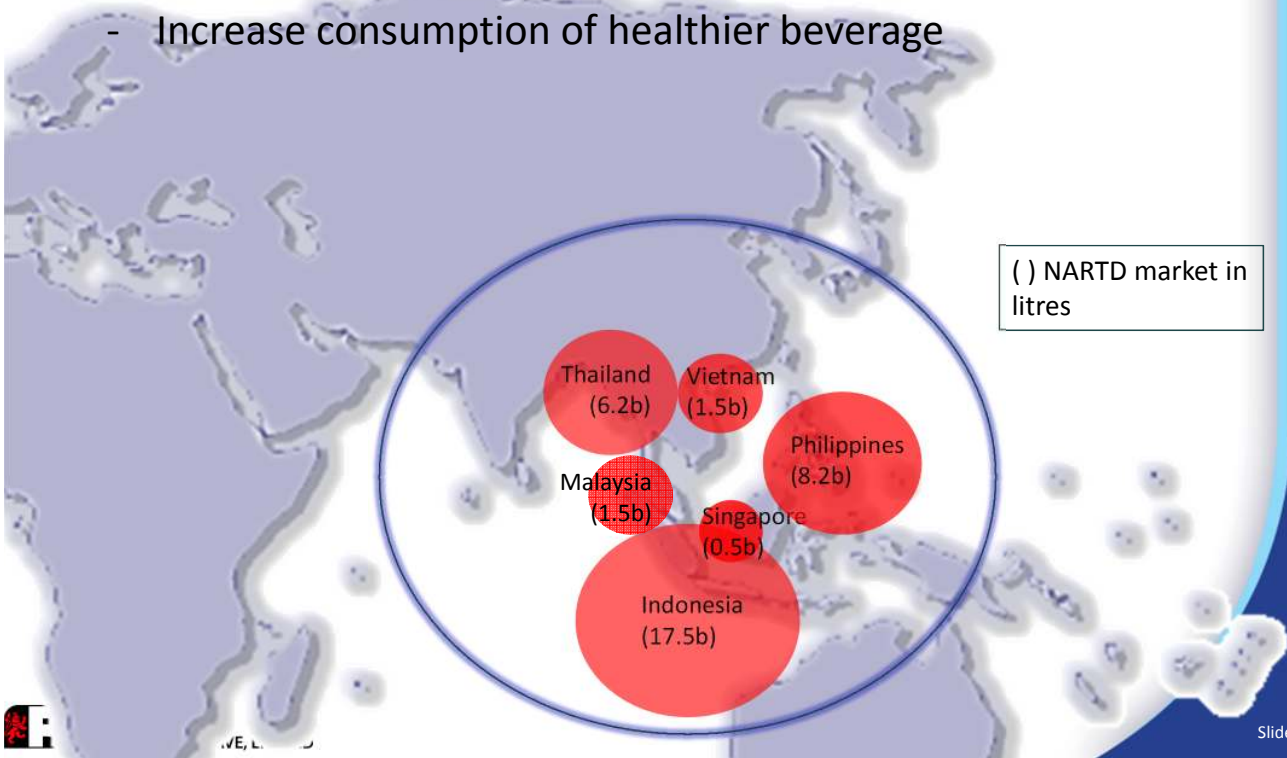 - Increase consumption of healthier beverage
( ) NARTD market in
litres
Thailand
(6.2b)
Vietnam
(1.5b)
Philippines
(8.2b)
Malaysia
(1.5b)
Singapore
(0.5b)
Indonesia
(17.5b)
Slide